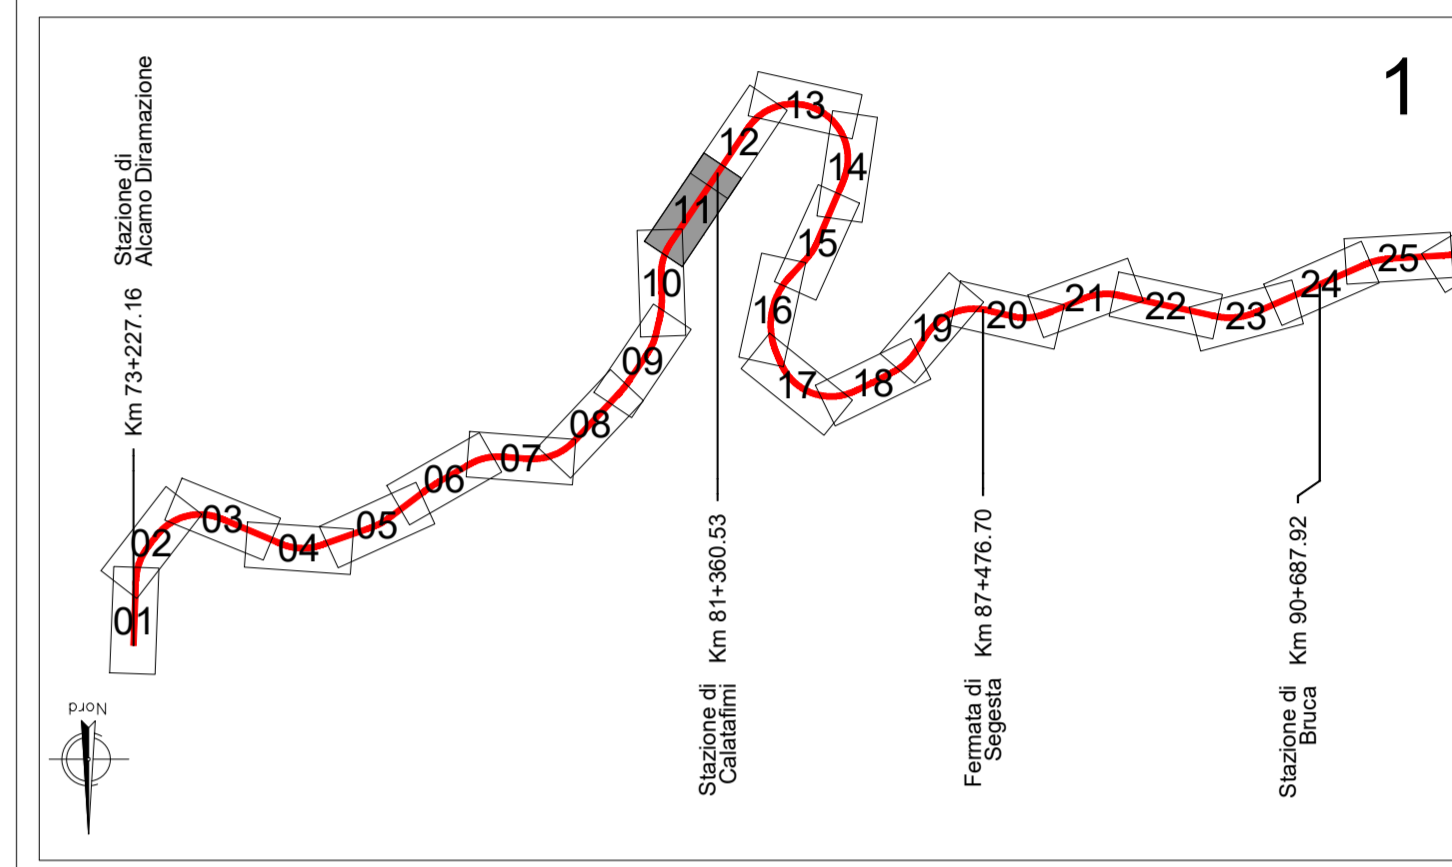 1
Stazione di
Alcamo Diramazione
Km 73+227.16
01
02
03
04
05
06
07
08
09
10
11
12
13
14
15
16
17
18
19
20
21
22
23
24
25
Stazione di
Calatafimi
Km 81+360.53
Fermata di
Segesta
Km 87+476.70
Stazione di
Bruca
Km 90+687.92
Nord